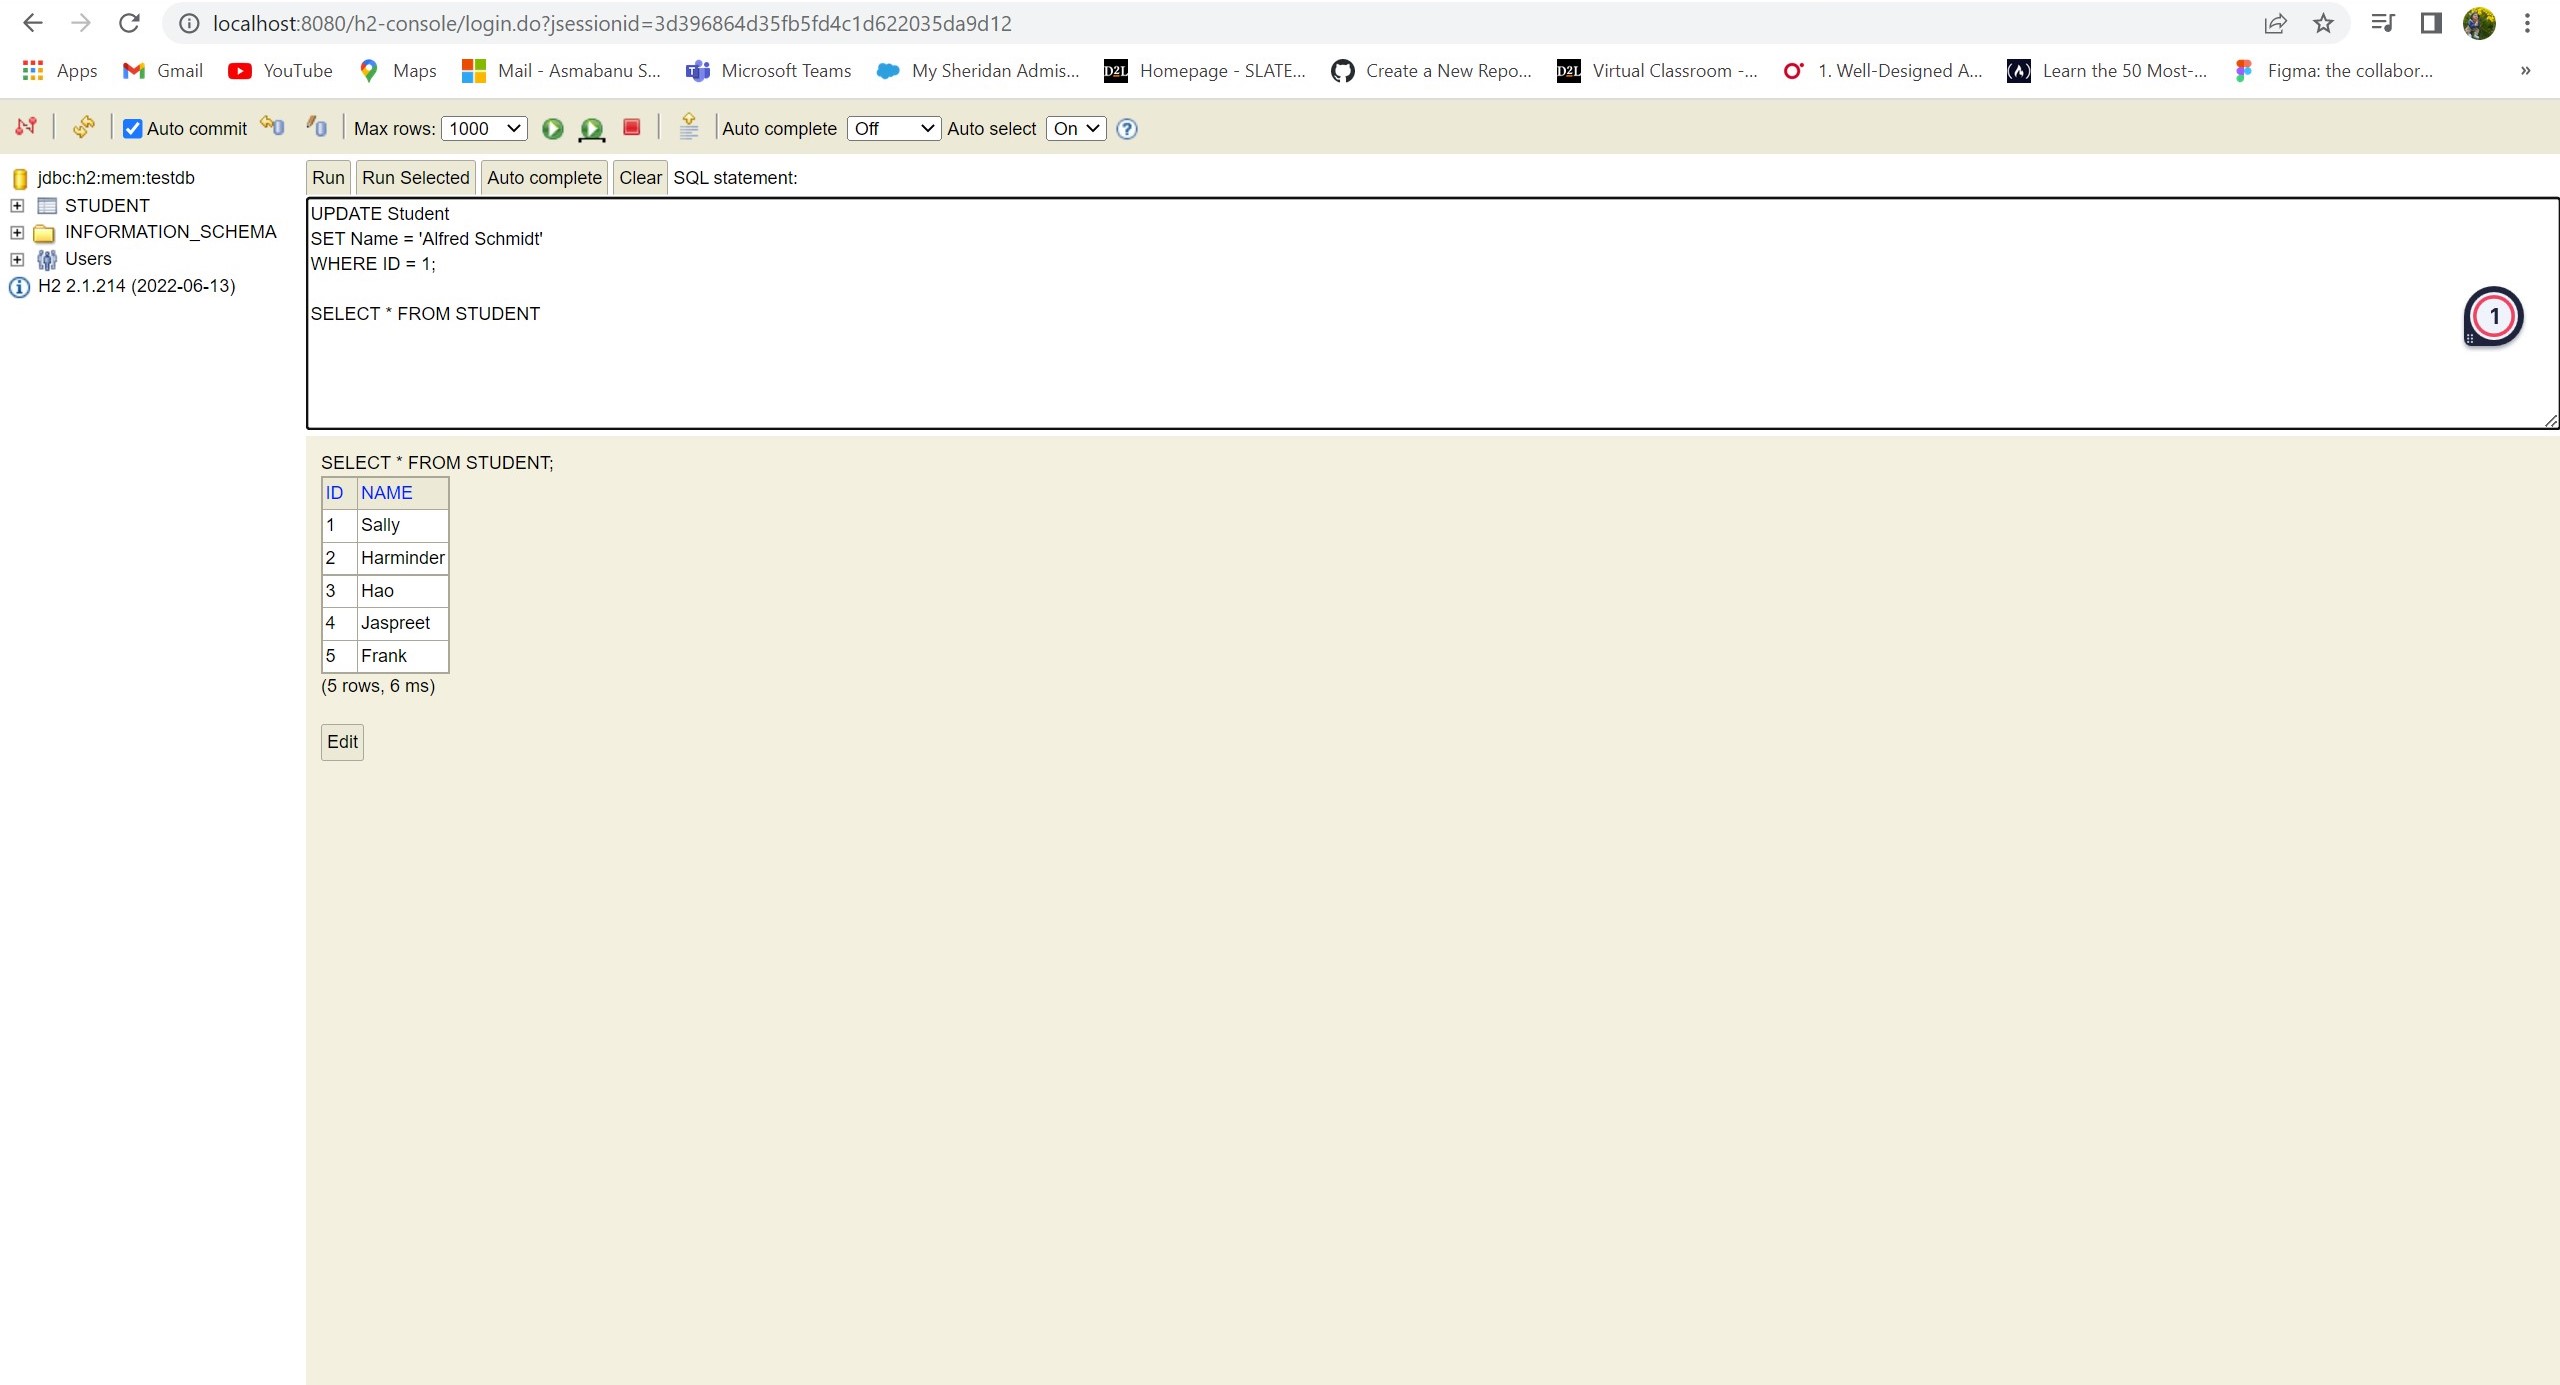 localhost:8080/h2-console/login.do?jsessionid=3d396864d35fb5fd4c1d622035da9d12
Apps Gmail YouTube Maps Mail - Asmabanu S... Microsoft Teams My Sheridan Admis... D2L Homepage - SLATE... Create a New Repo... D2L Virtual Classroom -... 1. Well-Designed A... Learn the 50 Most-... Figma: the collabor... »
Auto commit Max rows: 1000 Auto complete Off Auto select On ?
jdbc:h2:mem:testdb
STUDENT
INFORMATION_SCHEMA
Users
H2 2.1.214 (2022-06-13)
Run Run Selected Auto complete Clear SQL statement:
UPDATE Student
SET Name = 'Alfred Schmidt'
WHERE ID = 1;
SELECT * FROM STUDENT
1
SELECT * FROM STUDENT;
ID NAME
1 Sally
2 Harminder
3 Hao
4 Jaspreet
5 Frank
(5 rows, 6 ms)
Edit